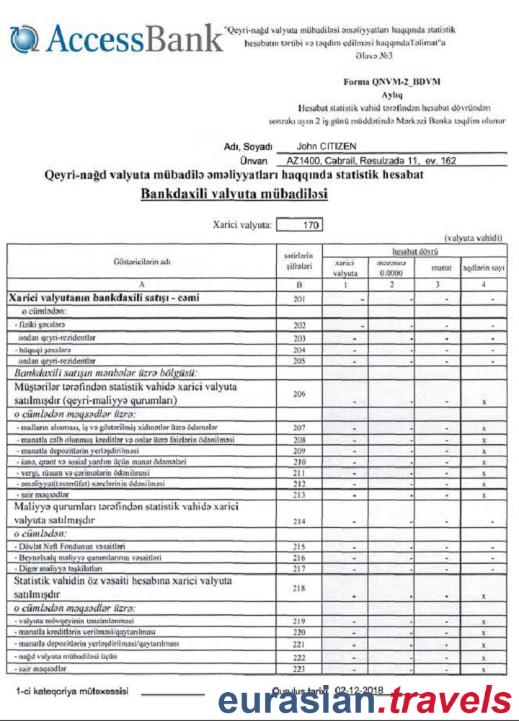 AccessBank
"Qeyri-nağd valyuta mübadiləsi əməliyyatları haqqında statistik
hesabatın tərtibi və təqdim edilməsi haqqında Təlimat"a
Əlavə №3
Forma QNVM-2_BDVM
Aylıq
Hesabat statistik vahid tərəfindən hesabat dövründən
sonrakı ayın 2 iş günü müddətində Mərkəzi Banka təqdim olunur
Adı, Soyadı John CITIZEN
Ünvan AZ1400, Cabrail, Resulzadə 11, ev. 162
Qeyri-nağd valyuta mübadilə əməliyyatları haqqında statistik hesabat
Bankdaxili valyuta mübadiləsi
Xarici valyuta: 170
(valyuta vahidi)
Göstəricilərin adı sətirlərin şifrələri hesabat dövrü
xarici valyuta məzənnə 0.0000 manat əqdlərin sayı
A B 1 2 3 4
Xarici valyutanın bankdaxili satışı - cəmi 201 - - - -
o cümlədən:
- fiziki şəxslərə 202 - - - -
ondan qeyri-rezidentlər 203 - - - -
- hüquqi şəxslərə 204 - - - -
ondan qeyri-rezidentlər 205 - - - -
Bankdaxili satışın mənbələr üzrə bölgüsü:
Müştərilər tərəfindən statistik vahidə xarici valyuta
satılmışdır (qeyri-maliyyə qurumları) 206 - - - x
o cümlədən məqsədlər üzrə:
- malların alınması, iş və göstərilmiş xidmətlər üzrə ödəmələr 207 - - - x
- manatla cəlb olunmuş kreditlər və onlar üzrə faizlərin ödənilməsi 208 - - - x
- manatla depozitlərin yerləşdirilməsi 209 - - - x
- ianə, qrant və sosial yardım üçün manat ödəmələri 210 - - - x
- vergi, rüsum və cərimələrin ödənilməsi 211 - - - x
- əməliyyat(təsərrüfat) xərclərinin ödənilməsi 212 - - - x
- sair məqsədlər 213 - - - x
Maliyyə qurumları tərəfindən statistik vahidə xarici
valyuta satılmışdır 214 - - - -
o cümlədən:
- Dövlət Neft Fondunun vəsaitləri 215 - - - -
- Beynəlxalq maliyyə qurumlarının vəsaitləri 216 - - - -
- Digər maliyyə təşkilatları 217 - - - -
Statistik vahidin öz vəsaiti hesabına xarici valyuta
satılmışdır 218 - - - x
o cümlədən məqsədlər üzrə:
- valyuta mövqeyinin tənzimlənməsi 219 - - - x
- manatla kreditlərin verilməsi/qaytarılması 220 - - - x
- manatla depozitlərin yerləşdirilməsi/qaytarılması 221 - - - x
- nağd valyuta mübadiləsi üçün 222 - - - x
- sair məqsədlər 223 - - - x
1-ci kateqoriya mütəxəssisi
02-12-2018
eurasian.travels